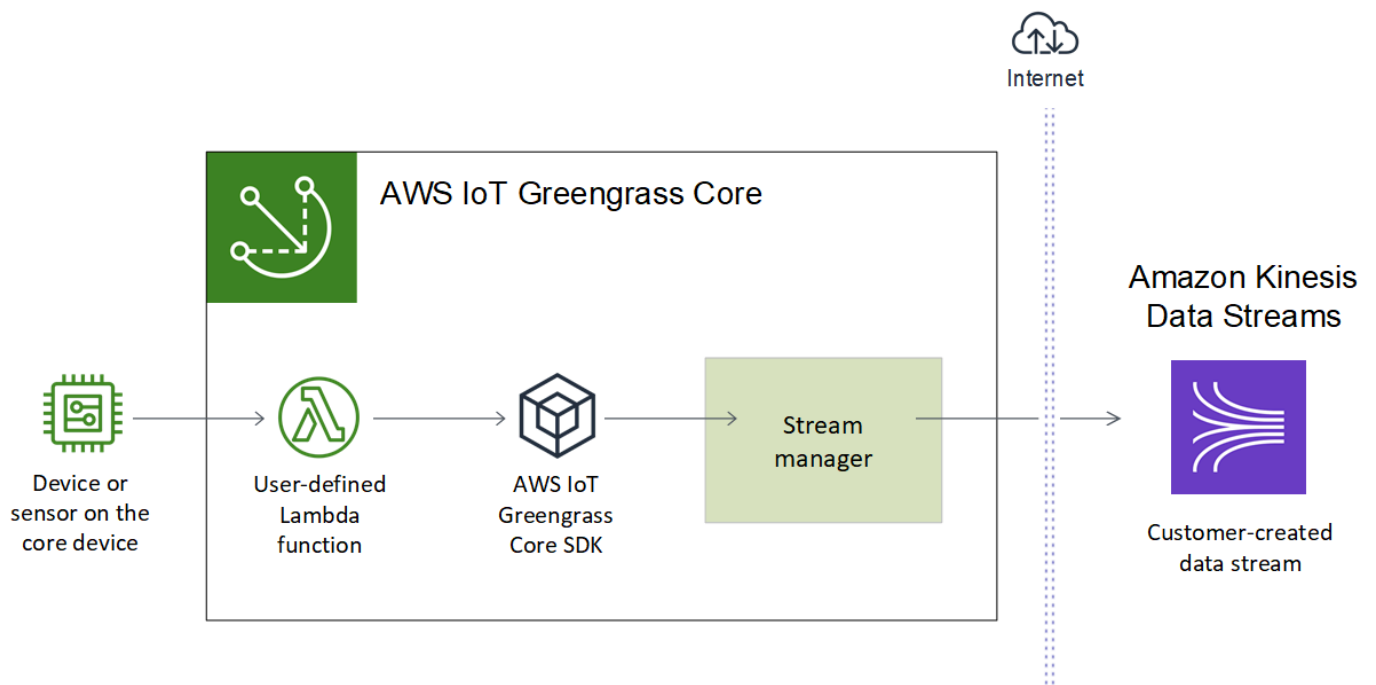 Internet
AWS IoT Greengrass Core
Amazon Kinesis
Data Streams
Device or
sensor on the
core device
User-defined
Lambda
function
AWS IoT
Greengrass
Core SDK
Stream
manager
Customer-created
data stream